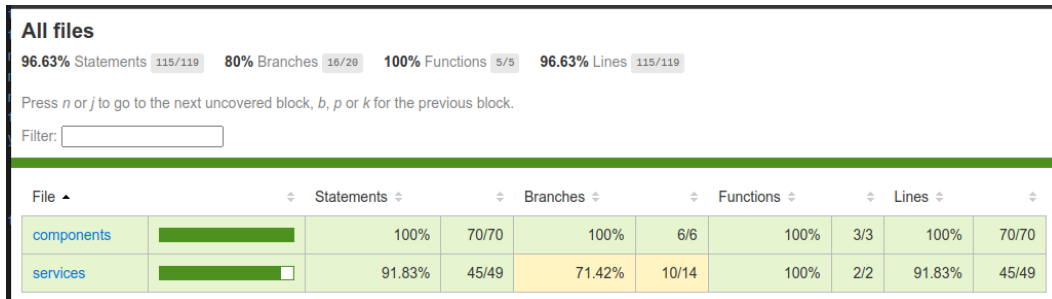 All files
96.63% Statements 115/119 80% Branches 16/20 100% Functions 5/5 96.63% Lines 115/119
Press n or j to go to the next uncovered block, b, p or k for the previous block.
Filter:
File Statements Branches Functions Lines
components 100% 70/70 100% 6/6 100% 3/3 100% 70/70
services 91.83% 45/49 71.42% 10/14 100% 2/2 91.83% 45/49